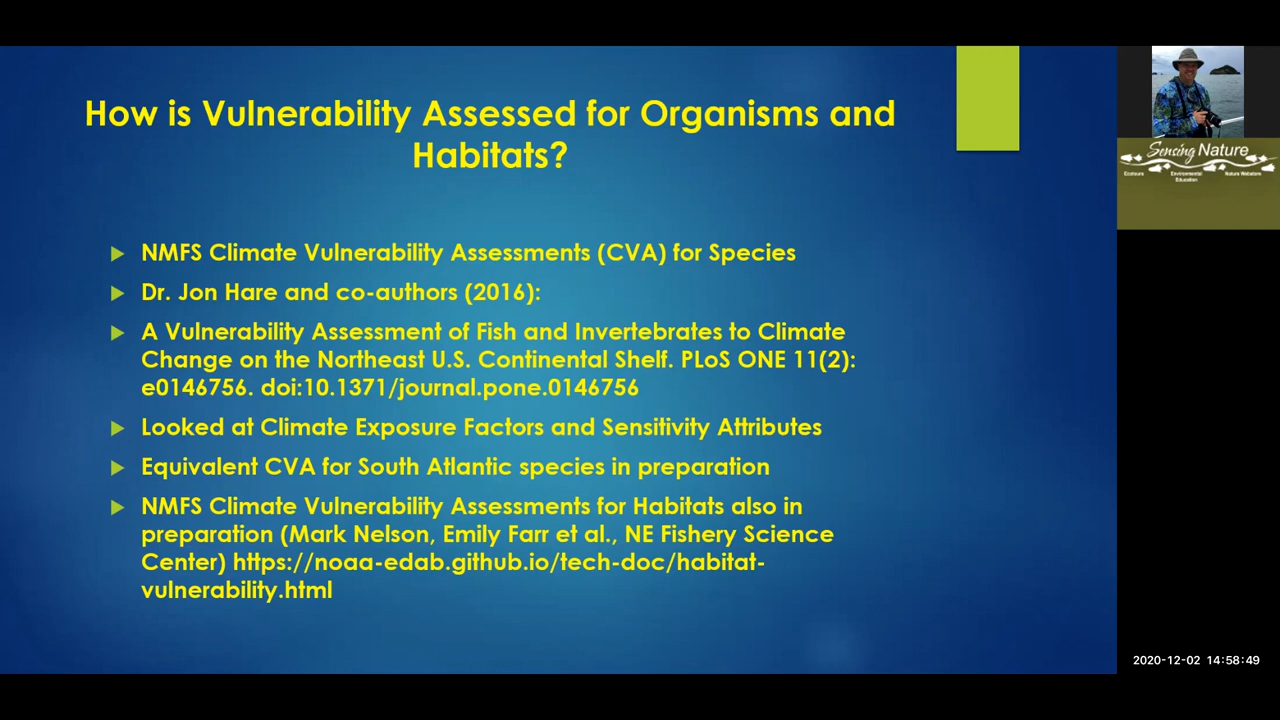 How is Vulnerability Assessed for Organisms and
Habitats?
NMFS Climate Vulnerability Assessments (CVA) for Species
Dr. Jon Hare and co-authors (2016):
A Vulnerability Assessment of Fish and Invertebrates to Climate
Change on the Northeast U.S. Continental Shelf. PLoS ONE 11(2):
e0146756. doi:10.1371/journal.pone.0146756
Looked at Climate Exposure Factors and Sensitivity Attributes
Equivalent CVA for South Atlantic species in preparation
NMFS Climate Vulnerability Assessments for Habitats also in
preparation (Mark Nelson, Emily Farr et al., NE Fishery Science
Center) https://noaa-edab.github.io/tech-doc/habitat-
vulnerability.html
Sensing Nature
Ecotours
Environmental
Education
Nature Webstore
2020-12-02 14:58:49